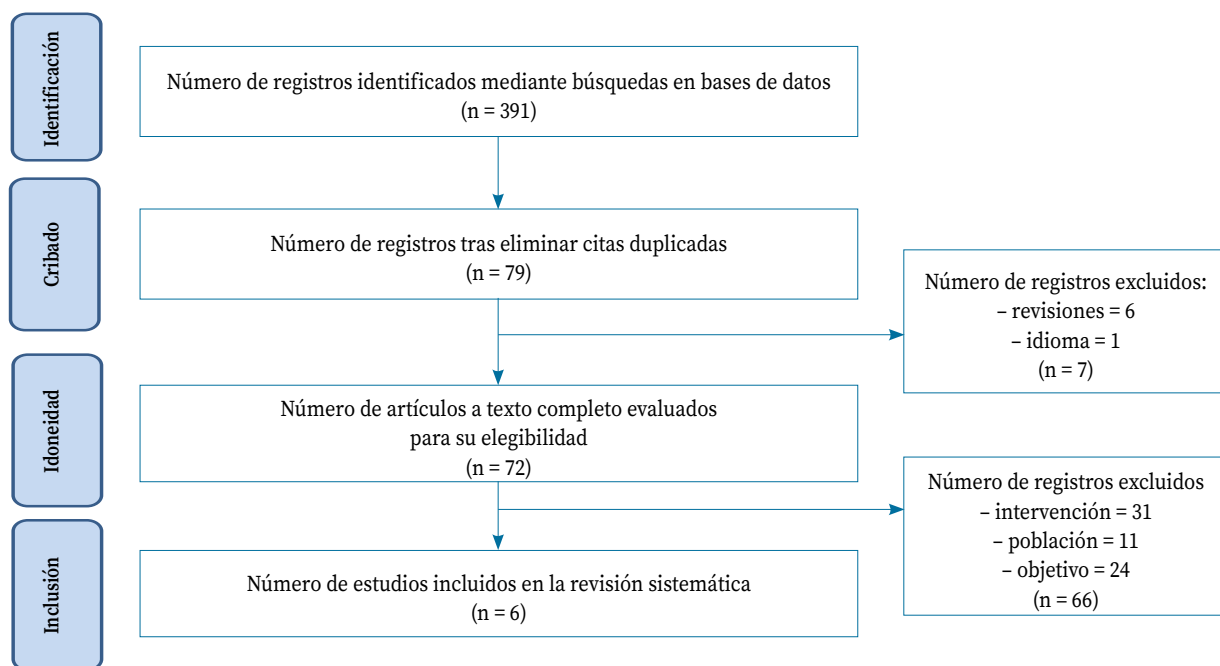 Identificación
Número de registros identificados mediante búsquedas en bases de datos
(n = 391)
Cribado
Número de registros tras eliminar citas duplicadas
(n = 79)
Número de registros excluidos:
– revisiones = 6
– idioma = 1
(n = 7)
Idoneidad
Número de artículos a texto completo evaluados
para su elegibilidad
(n = 72)
Número de registros excluidos
– intervención = 31
– población = 11
– objetivo = 24
(n = 66)
Inclusión
Número de estudios incluidos en la revisión sistemática
(n = 6)